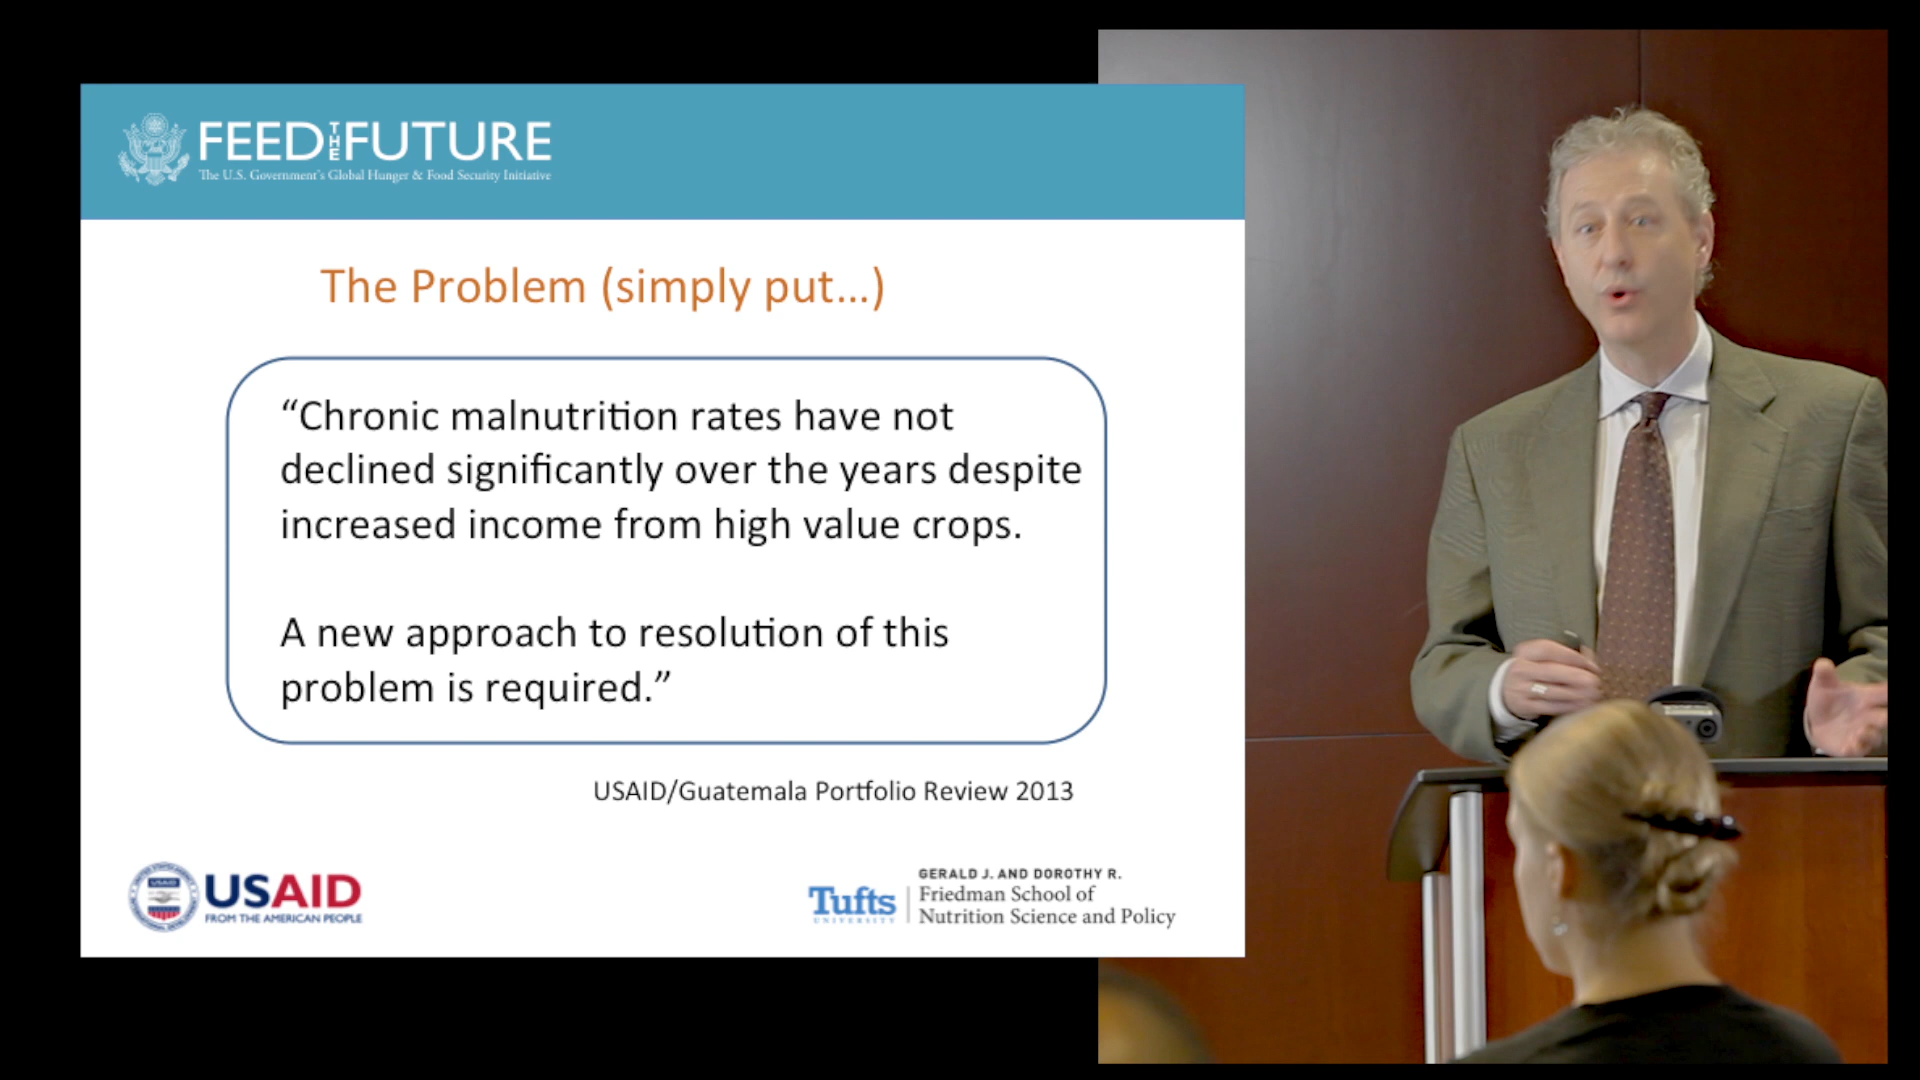 FEED THE FUTURE
The U.S. Government's Global Hunger & Food Security Initiative
The Problem (simply put...)
“Chronic malnutrition rates have not
declined significantly over the years despite
increased income from high value crops.
A new approach to resolution of this
problem is required.”
USAID/Guatemala Portfolio Review 2013
USAID
USAID
FROM THE AMERICAN PEOPLE
Tufts
UNIVERSITY
GERALD J. AND DOROTHY R.
Friedman School of
Nutrition Science and Policy